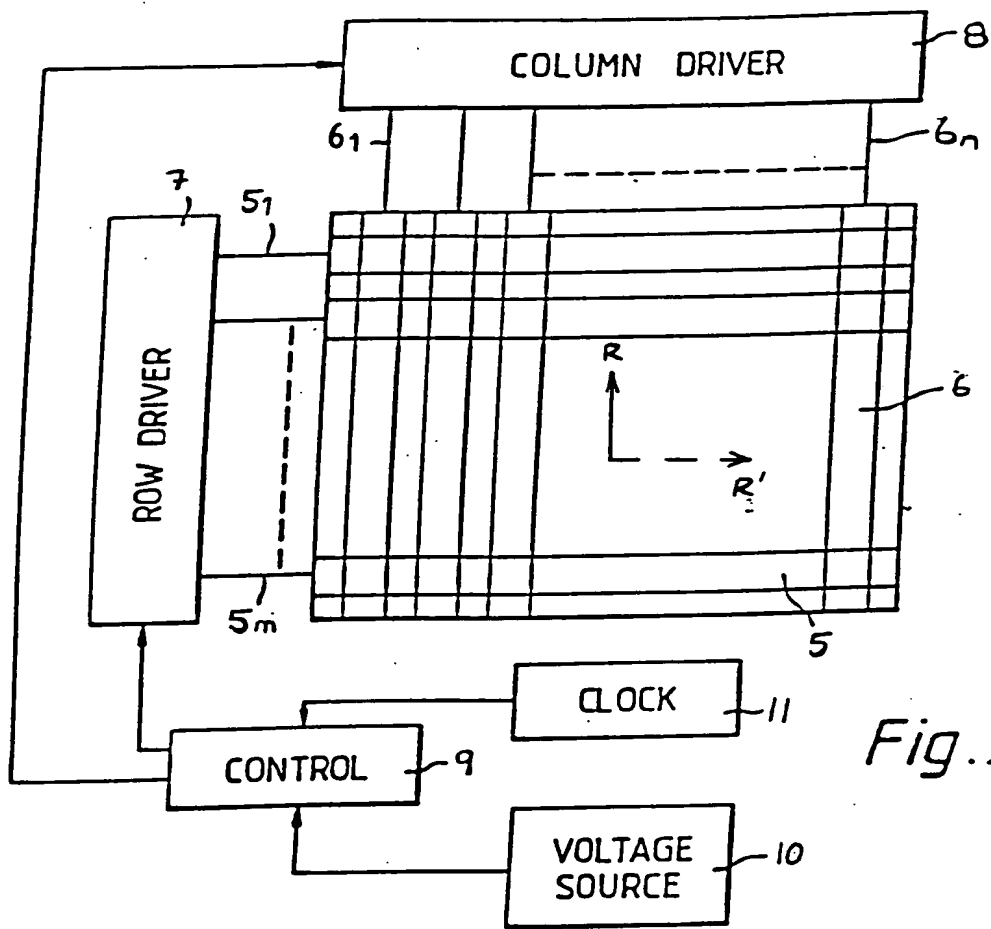 COLUMN DRIVER
8
6₁
6ₙ
7
5₁
ROW DRIVER
R
R'
6
5ₘ
5
CLOCK
11
CONTROL
9
Fig..
VOLTAGE
SOURCE
10